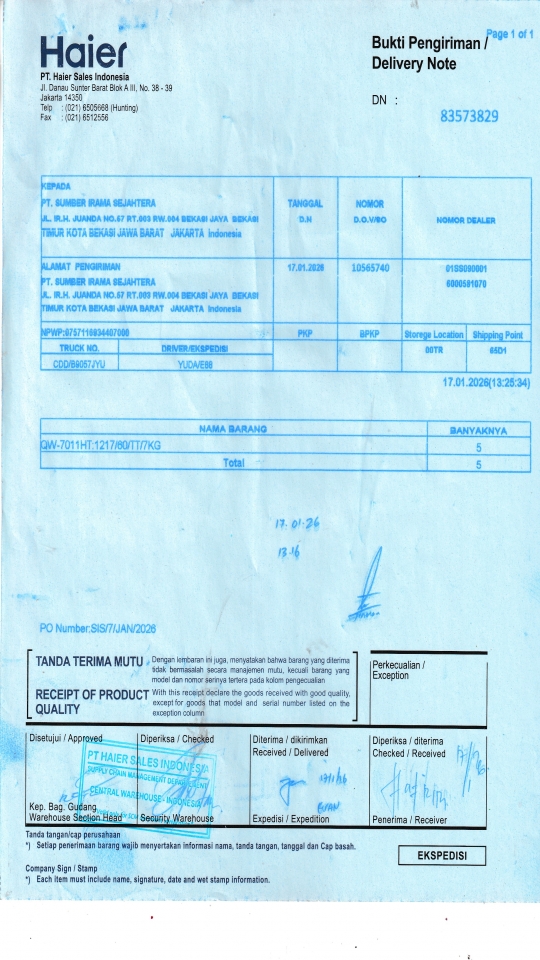 Page 1 of 1
Haier
PT. Haier Sales Indonesia
Jl. Danau Sunter Barat Blok A III, No. 38 - 39
Jakarta 14350
Telp : (021) 6505668 (Hunting)
Fax : (021) 6512556
Bukti Pengiriman /
Delivery Note
DN :
83573829
KEPADA
PT. SUMBER IRAMA SEJAHTERA
JL. IR.H. JUANDA NO.67 RT.003 RW.004 BEKASI JAYA BEKASI
TIMUR KOTA BEKASI JAWA BARAT JAKARTA Indonesia
TANGGAL
D.N
NOMOR
D.O.V/SO
NOMOR DEALER
ALAMAT PENGIRIMAN
PT. SUMBER IRAMA SEJAHTERA
JL. IR.H. JUANDA NO.67 RT.003 RW.004 BEKASI JAYA BEKASI
TIMUR KOTA BEKASI JAWA BARAT JAKARTA Indonesia
17.01.2026
10565740
01SS090001
6000581070
PKP
BPKP
Storege Location
Shipping Point
TRUCK NO.
DRIVER/EKSPEDISI
80TR
65D1
CDD/B9057JYU
YUDA/E66
17.01.2026(13:25:34)
NAMA BARANG
BANYAKNYA
QW-7011HT:1217/60/TT/7KG
5
Total
5
17.01.26
13.16
PO Number:SIS/7/JAN/2026
TANDA TERIMA MUTU
Dengan lembaran ini juga, menyatakan bahwa barang yang diterima
tidak bermasalah secara manajemen mutu, kecuali barang yang
model dan nomor serinya tertera pada kolom pengecualian
RECEIPT OF PRODUCT
QUALITY
With this receipt declare the goods received with good quality,
except for goods that model and serial number listed on the
exception column
Perkecualian /
Exception
Disetujui / Approved
Diperiksa / Checked
Diterima / dikirimkan
Received / Delivered
Diperiksa / diterima
Checked / Received
PT HAIER SALES INDONESIA
SUPPLY CHAIN MANAGEMENT DEPARTMENT
CENTRAL WAREHOUSE - INDONESIA
17/1/26
EVAN
Kep. Bag. Gudang
Warehouse Section Head
Security Warehouse
Expedisi / Expedition
Penerima / Receiver
Tanda tangan/cap perusahaan
*) Setiap penerimaan barang wajib menyertakan informasi nama, tanda tangan, tanggal dan Cap basah.
EKSPEDISI
Company Sign / Stamp
*) Each item must include name, signature, date and wet stamp information.